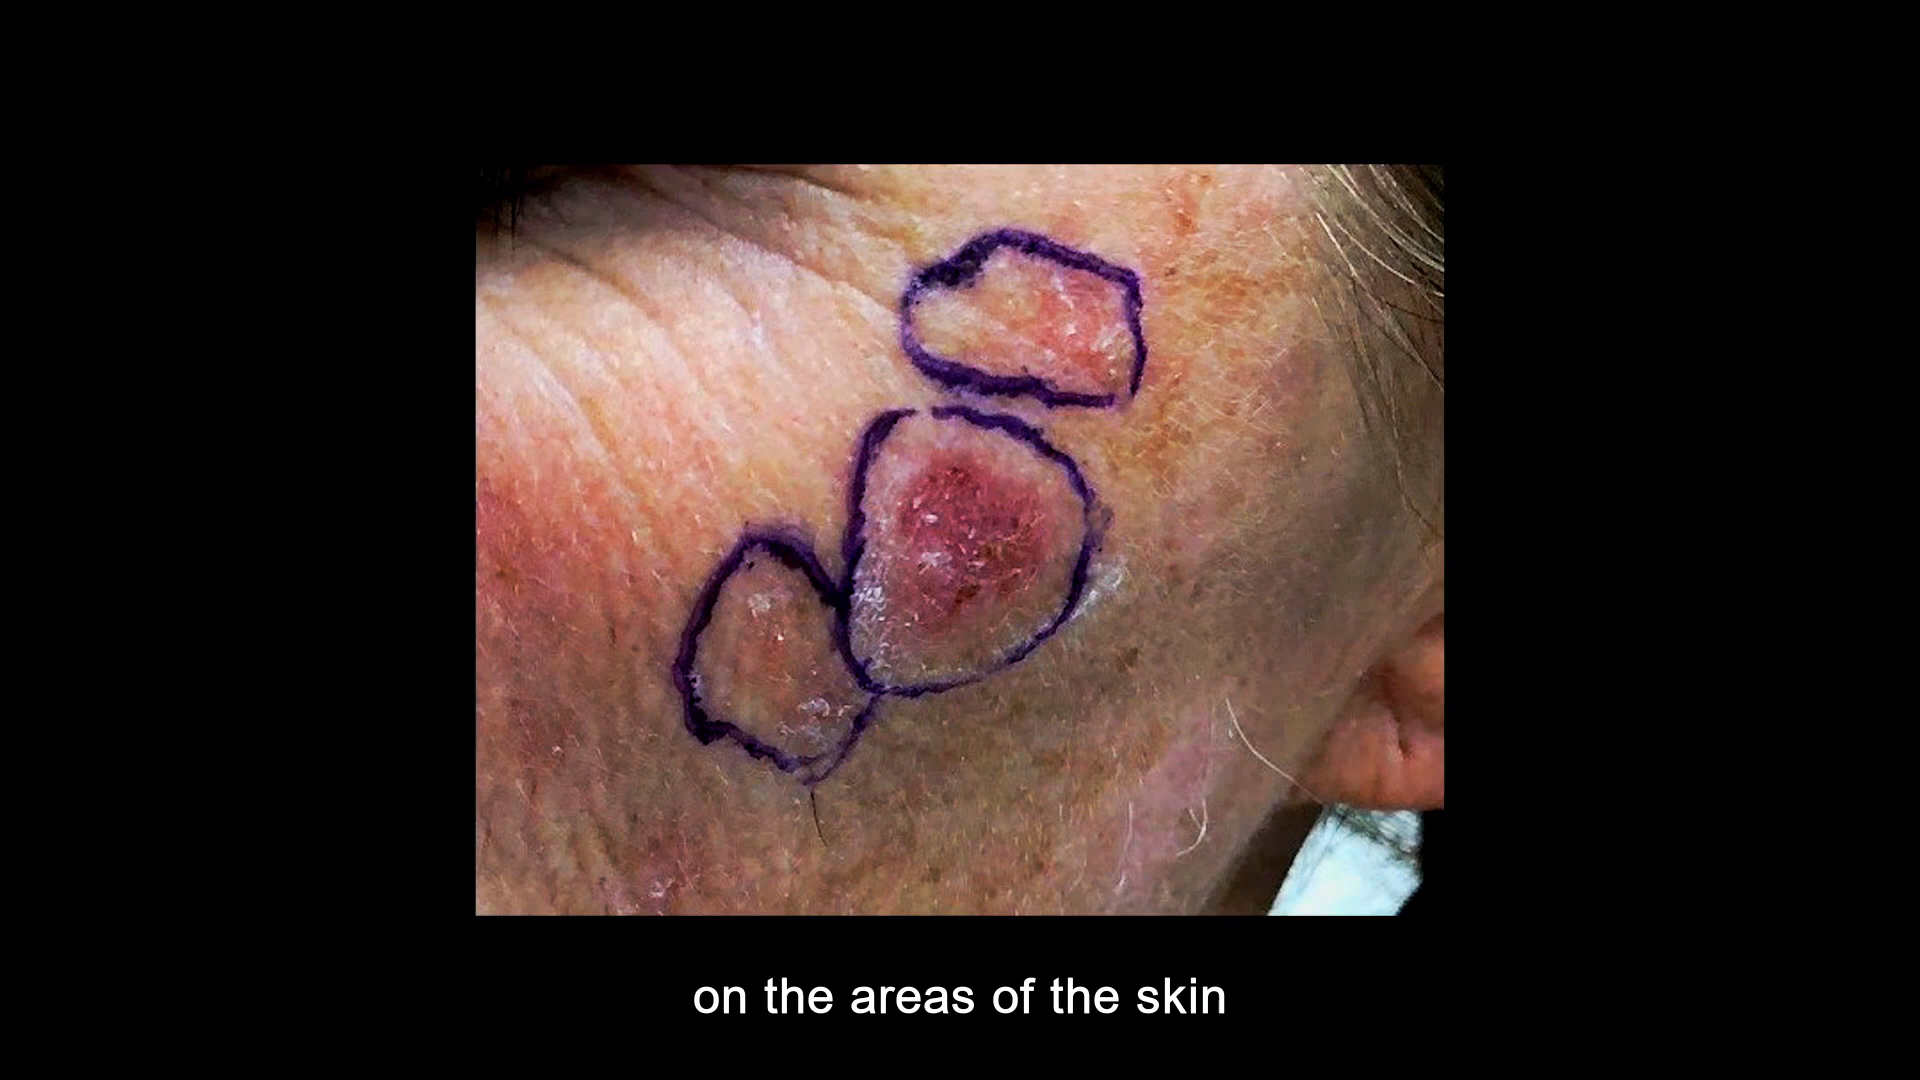 on the areas of the skin